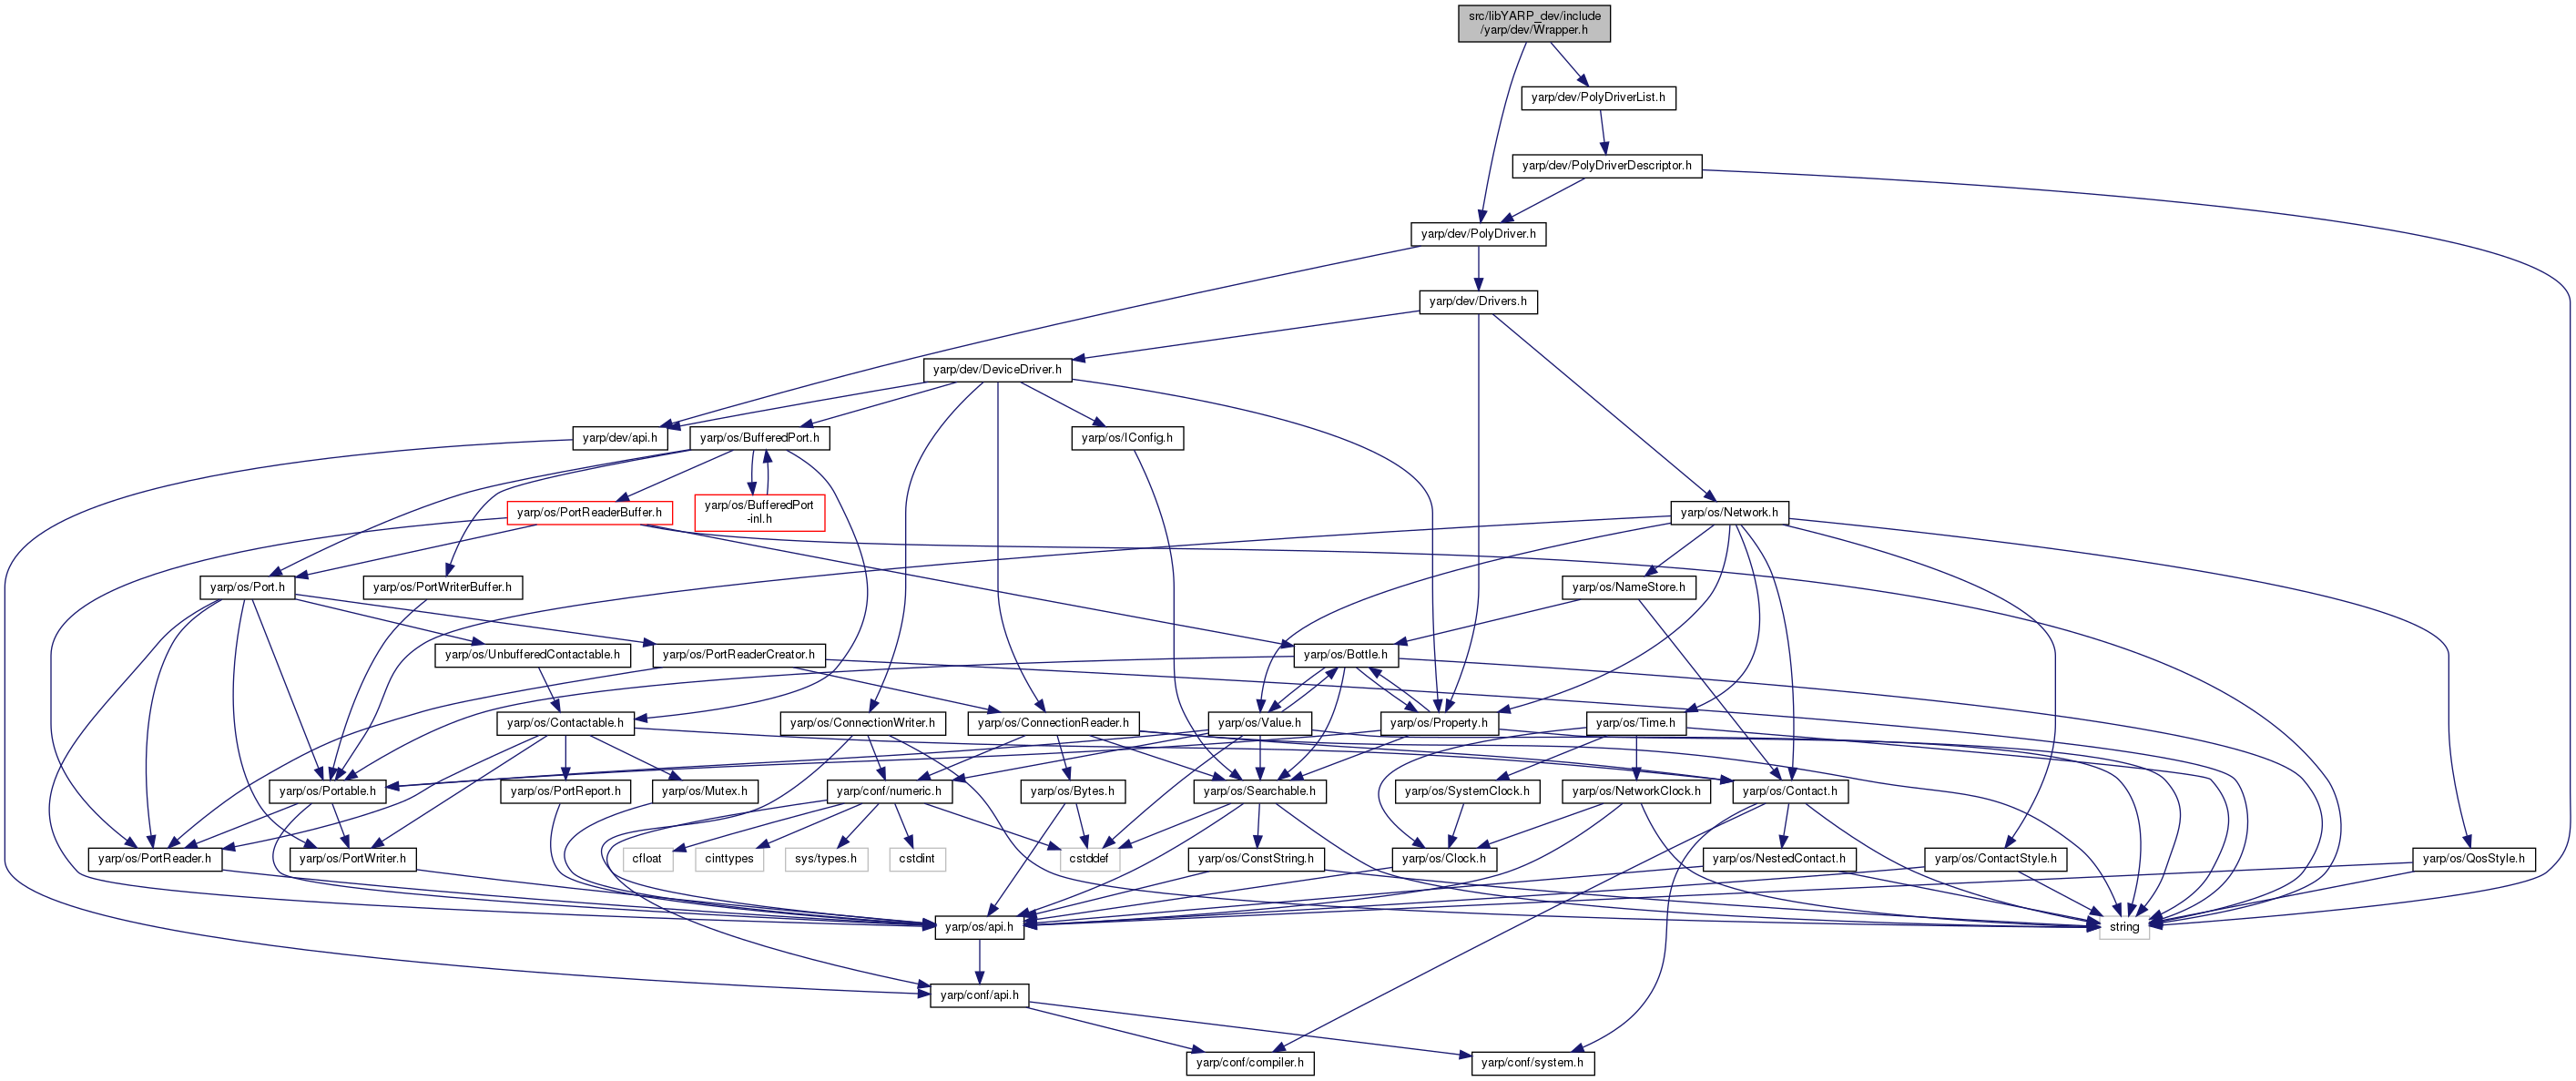 src/libYARP_dev/include
/yarp/dev/Wrapper.h
yarp/dev/PolyDriverList.h
yarp/dev/PolyDriverDescriptor.h
yarp/dev/PolyDriver.h
yarp/dev/Drivers.h
yarp/dev/DeviceDriver.h
yarp/dev/api.h
yarp/os/BufferedPort.h
yarp/os/IConfig.h
yarp/os/PortReaderBuffer.h
yarp/os/BufferedPort
-inl.h
yarp/os/Network.h
yarp/os/Port.h
yarp/os/PortWriterBuffer.h
yarp/os/NameStore.h
yarp/os/UnbufferedContactable.h
yarp/os/PortReaderCreator.h
yarp/os/Bottle.h
yarp/os/Contactable.h
yarp/os/ConnectionWriter.h
yarp/os/ConnectionReader.h
yarp/os/Value.h
yarp/os/Property.h
yarp/os/Time.h
yarp/os/Portable.h
yarp/os/PortReport.h
yarp/os/Mutex.h
yarp/conf/numeric.h
yarp/os/Bytes.h
yarp/os/Searchable.h
yarp/os/SystemClock.h
yarp/os/NetworkClock.h
yarp/os/Contact.h
yarp/os/PortReader.h
yarp/os/PortWriter.h
cfloat
cinttypes
sys/types.h
cstdint
cstddef
yarp/os/ConstString.h
yarp/os/Clock.h
yarp/os/NestedContact.h
yarp/os/ContactStyle.h
yarp/os/QosStyle.h
yarp/os/api.h
string
yarp/conf/api.h
yarp/conf/compiler.h
yarp/conf/system.h